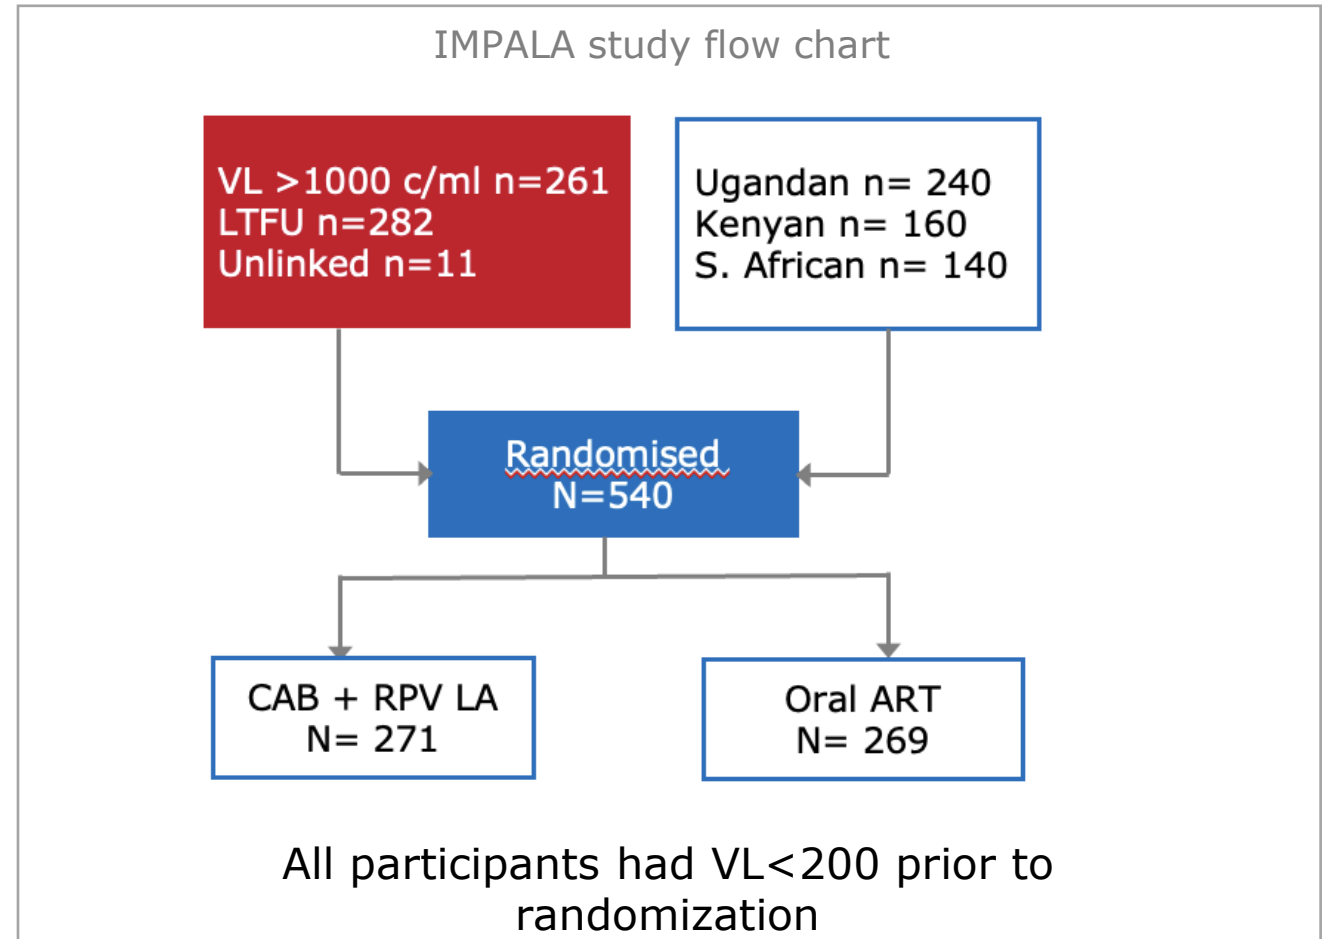 IMPALA study flow chart
VL >1000 c/ml n=261
LTFU n=282
Unlinked n=11
Ugandan n= 240
Kenyan n= 160
S. African n= 140
Randomised
N=540
CAB + RPV LA
N= 271
Oral ART
N= 269
All participants had VL<200 prior to
randomization